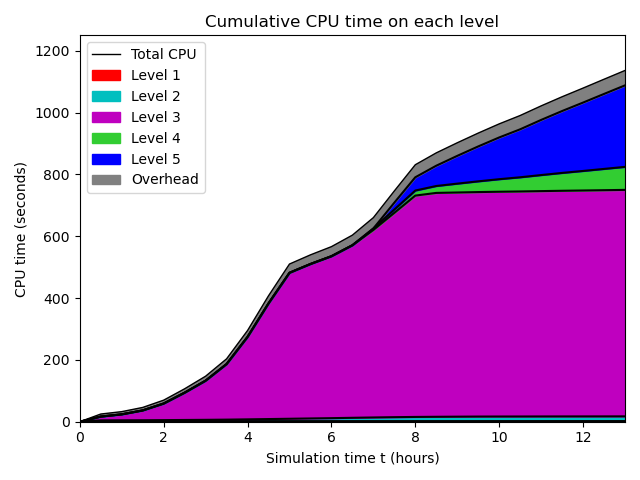 Cumulative CPU time on each level
Total CPU
Level 1
Level 2
Level 3
Level 4
Level 5
Overhead
CPU time (seconds)
1200
1000
800
600
400
200
0
0 2 4 6 8 10 12
Simulation time t (hours)